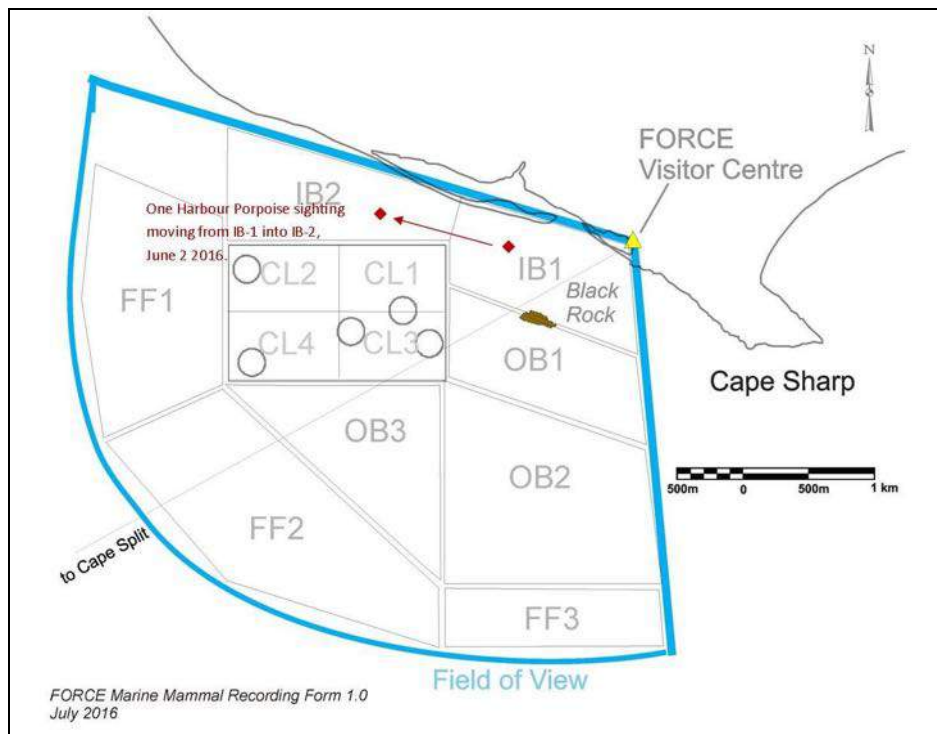 N
FORCE
Visitor Centre
IB2
One Harbour Porpoise sighting
moving from IB-1 into IB-2,
June 2 2016.
IB1
CL2
CL1
FF1
Black
Rock
CL4
CL3
OB1
Cape Sharp
OB3
OB2
500m
0
500m
1 km
FF2
to Cape Split
FF3
Field of View
FORCE Marine Mammal Recording Form 1.0
July 2016